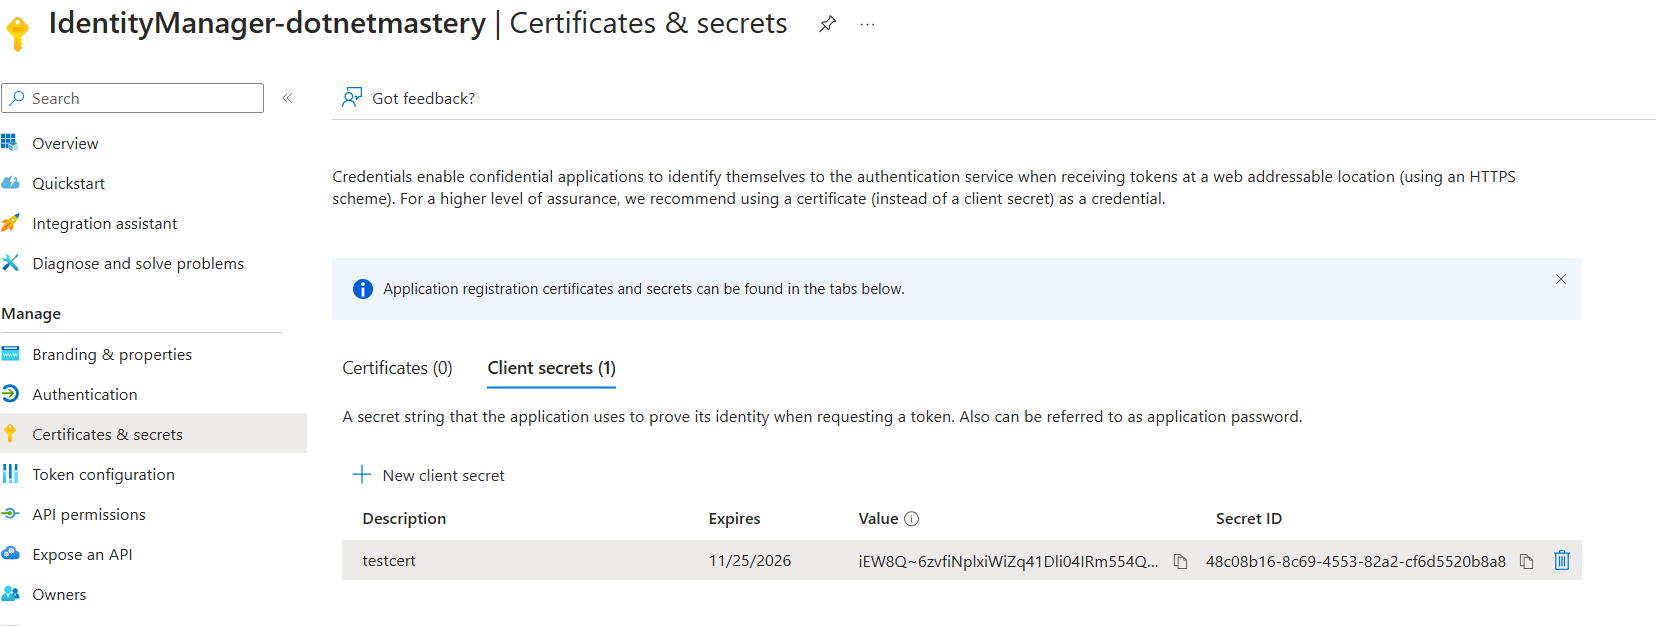 IdentityManager-dotnetmastery | Certificates & secrets
Search
Got feedback?
Overview
Quickstart
Integration assistant
Diagnose and solve problems
Manage
Branding & properties
Authentication
Certificates & secrets
Token configuration
API permissions
Expose an API
Owners
Credentials enable confidential applications to identify themselves to the authentication service when receiving tokens at a web addressable location (using an HTTPS
scheme). For a higher level of assurance, we recommend using a certificate (instead of a client secret) as a credential.
Application registration certificates and secrets can be found in the tabs below.
Certificates (0) Client secrets (1)
A secret string that the application uses to prove its identity when requesting a token. Also can be referred to as application password.
New client secret
Description Expires Value Secret ID
testcert 11/25/2026 iEW8Q~6zvfiNplxiWiZq41Dli04IRm554Q... 48c08b16-8c69-4553-82a2-cf6d5520b8a8